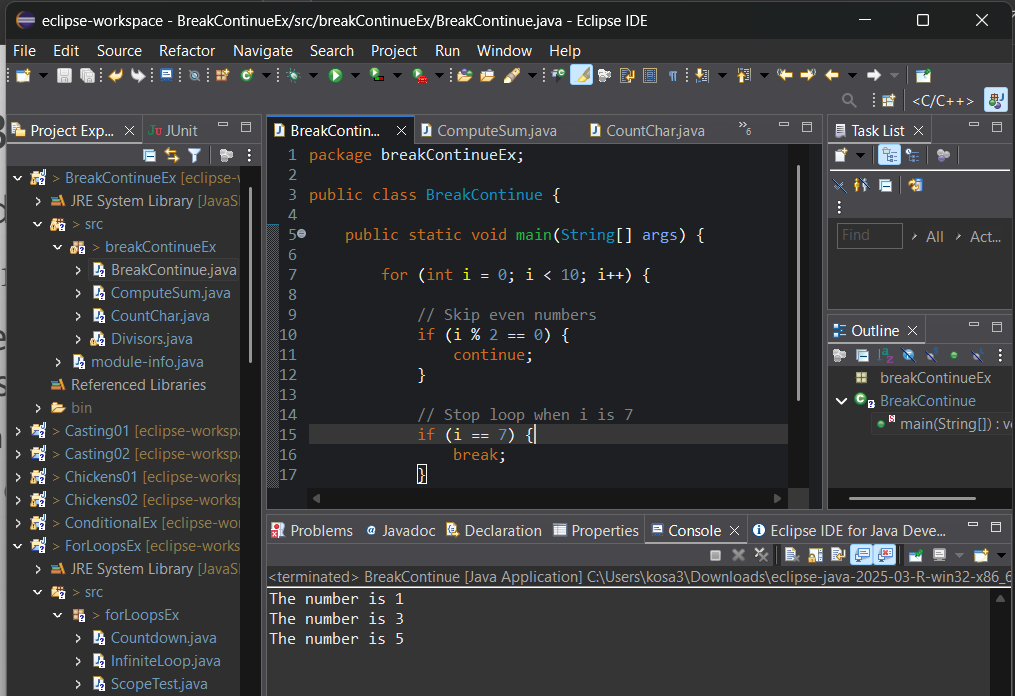 eclipse-workspace - BreakContinueEx/src/breakContinueEx/BreakContinue.java - Eclipse IDE
File Edit Source Refactor Navigate Search Project Run Window Help
<C/C++>
Project Exp...
JUnit
BreakContinueEx [eclipse-w
JRE System Library [JavaS
src
breakContinueEx
BreakContinue.java
ComputeSum.java
CountChar.java
Divisors.java
module-info.java
Referenced Libraries
bin
Casting01 [eclipse-worksp
Casting02 [eclipse-worksp
Chickens01 [eclipse-works
Chickens02 [eclipse-works
ConditionalEx [eclipse-wo
ForLoopsEx [eclipse-works
JRE System Library [JavaS
src
forLoopsEx
Countdown.java
InfiniteLoop.java
ScopeTest.java
BreakContin... ComputeSum.java CountChar.java »6
1 package breakContinueEx;
2
3 public class BreakContinue {
4
5 public static void main(String[] args) {
6
7 for (int i = 0; i < 10; i++) {
8
9 // Skip even numbers
10 if (i % 2 == 0) {
11 continue;
12 }
13
14 // Stop loop when i is 7
15 if (i == 7) {
16 break;
17 }
Task List
Find All Act...
Outline
breakContinueEx
BreakContinue
main(String[]) : v
Problems Javadoc Declaration Properties Console Eclipse IDE for Java Deve...
<terminated> BreakContinue [Java Application] C:\Users\kosa3\Downloads\eclipse-java-2025-03-R-win32-x86_6
The number is 1
The number is 3
The number is 5